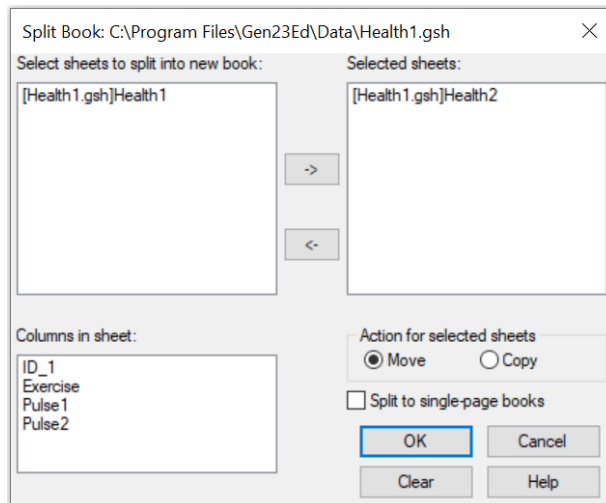 Split Book: C:\Program Files\Gen23Ed\Data\Health1.gsh
Select sheets to split into new book:
Selected sheets:
[Health1.gsh]Health1
[Health1.gsh]Health2
->
<-
Columns in sheet:
ID_1
Exercise
Pulse1
Pulse2
Action for selected sheets
Move
Copy
Split to single-page books
OK
Cancel
Clear
Help